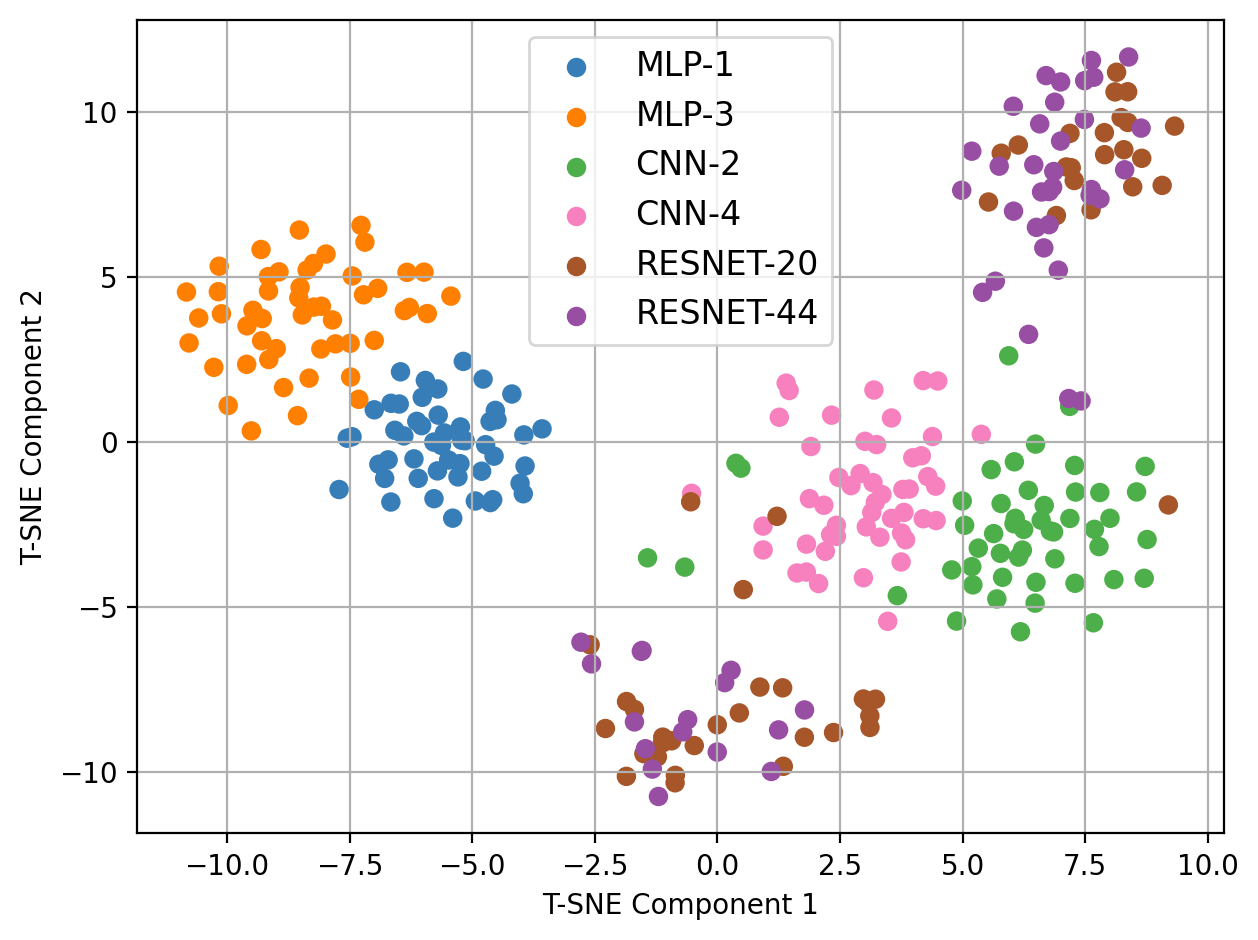 MLP-1
MLP-3
CNN-2
CNN-4
RESNET-20
RESNET-44
10
5
0
−5
−10
T-SNE Component 2
−10.0 −7.5 −5.0 −2.5 0.0 2.5 5.0 7.5 10.0
T-SNE Component 1